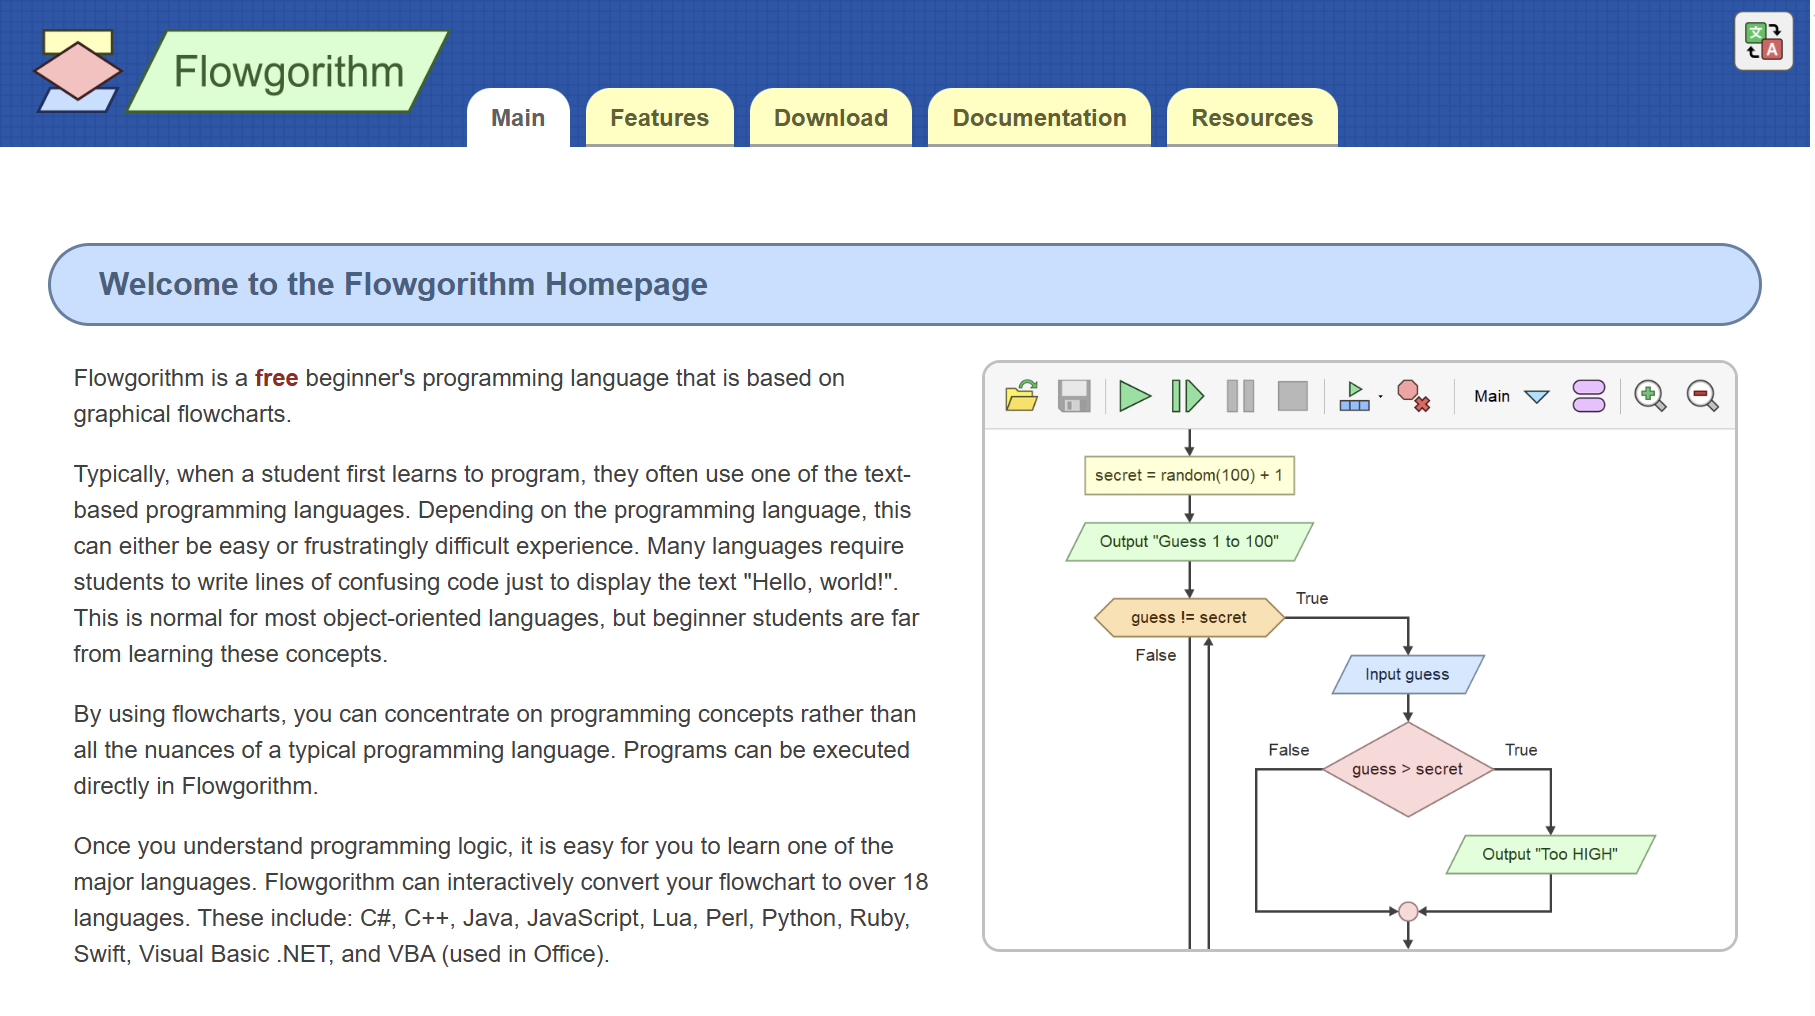 Flowgorithm
文
A
Main
Features
Download
Documentation
Resources
Welcome to the Flowgorithm Homepage
Flowgorithm is a free beginner's programming language that is based on
graphical flowcharts.
Typically, when a student first learns to program, they often use one of the text-
based programming languages. Depending on the programming language, this
can either be easy or frustratingly difficult experience. Many languages require
students to write lines of confusing code just to display the text "Hello, world!".
This is normal for most object-oriented languages, but beginner students are far
from learning these concepts.
By using flowcharts, you can concentrate on programming concepts rather than
all the nuances of a typical programming language. Programs can be executed
directly in Flowgorithm.
Once you understand programming logic, it is easy for you to learn one of the
major languages. Flowgorithm can interactively convert your flowchart to over 18
languages. These include: C#, C++, Java, JavaScript, Lua, Perl, Python, Ruby,
Swift, Visual Basic .NET, and VBA (used in Office).
Main
secret = random(100) + 1
Output "Guess 1 to 100"
True
guess != secret
False
Input guess
False
True
guess > secret
Output "Too HIGH"